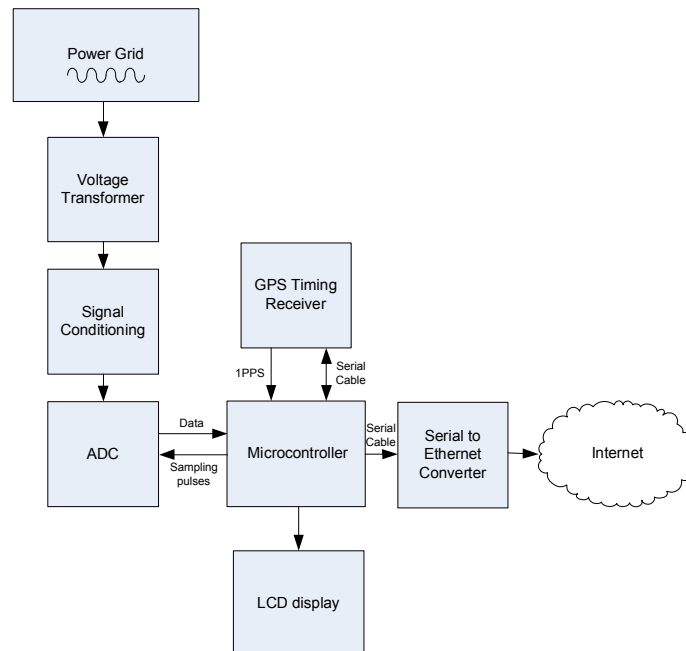 Power Grid
Voltage
Transformer
Signal
Conditioning
GPS Timing
Receiver
1PPS
Serial
Cable
ADC
Data
Sampling
pulses
Microcontroller
Serial
Cable
Serial to
Ethernet
Converter
Internet
LCD display